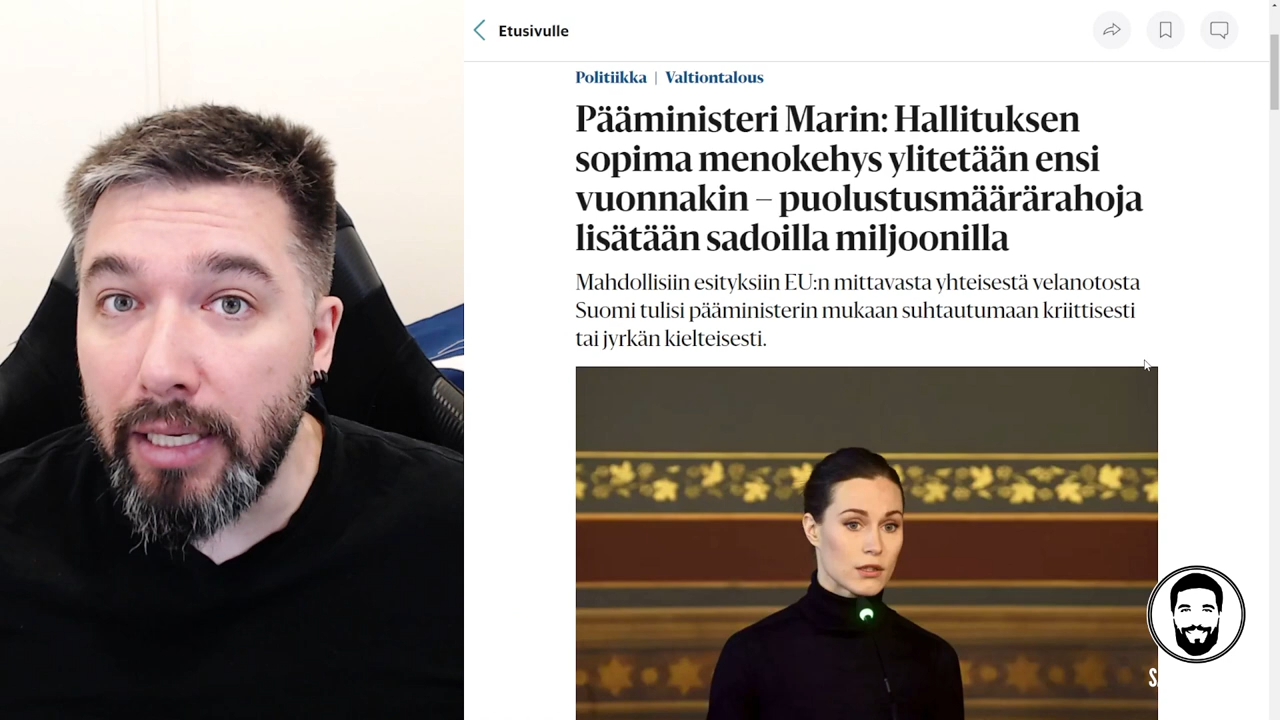 Etusivulle
Politiikka | Valtiontalous
Pääministeri Marin: Hallituksen
sopima menokehys ylitetään ensi
vuonnakin – puolustusmäärärahoja
lisätään sadoilla miljoonilla
Mahdollisiin esityksiin EU:n mittavasta yhteisestä velanotosta
Suomi tulisi pääministerin mukaan suhtautumaan kriittisesti
tai jyrkän kielteisesti.